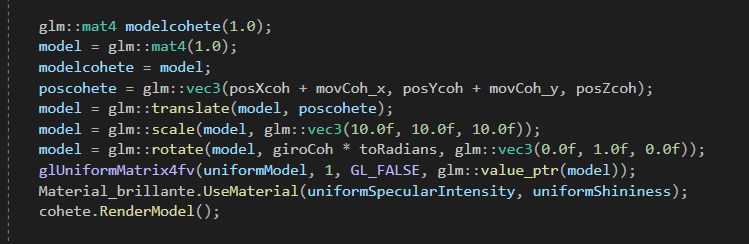 glm::mat4 modelcohete(1.0);
model = glm::mat4(1.0);
modelcohete = model;
poscohete = glm::vec3(posXcoh + movCoh_x, posYcoh + movCoh_y, posZcoh);
model = glm::translate(model, poscohete);
model = glm::scale(model, glm::vec3(10.0f, 10.0f, 10.0f));
model = glm::rotate(model, giroCoh * toRadians, glm::vec3(0.0f, 1.0f, 0.0f));
glUniformMatrix4fv(uniformModel, 1, GL_FALSE, glm::value_ptr(model));
Material_brillante.UseMaterial(uniformSpecularIntensity, uniformShininess);
cohete.RenderModel();